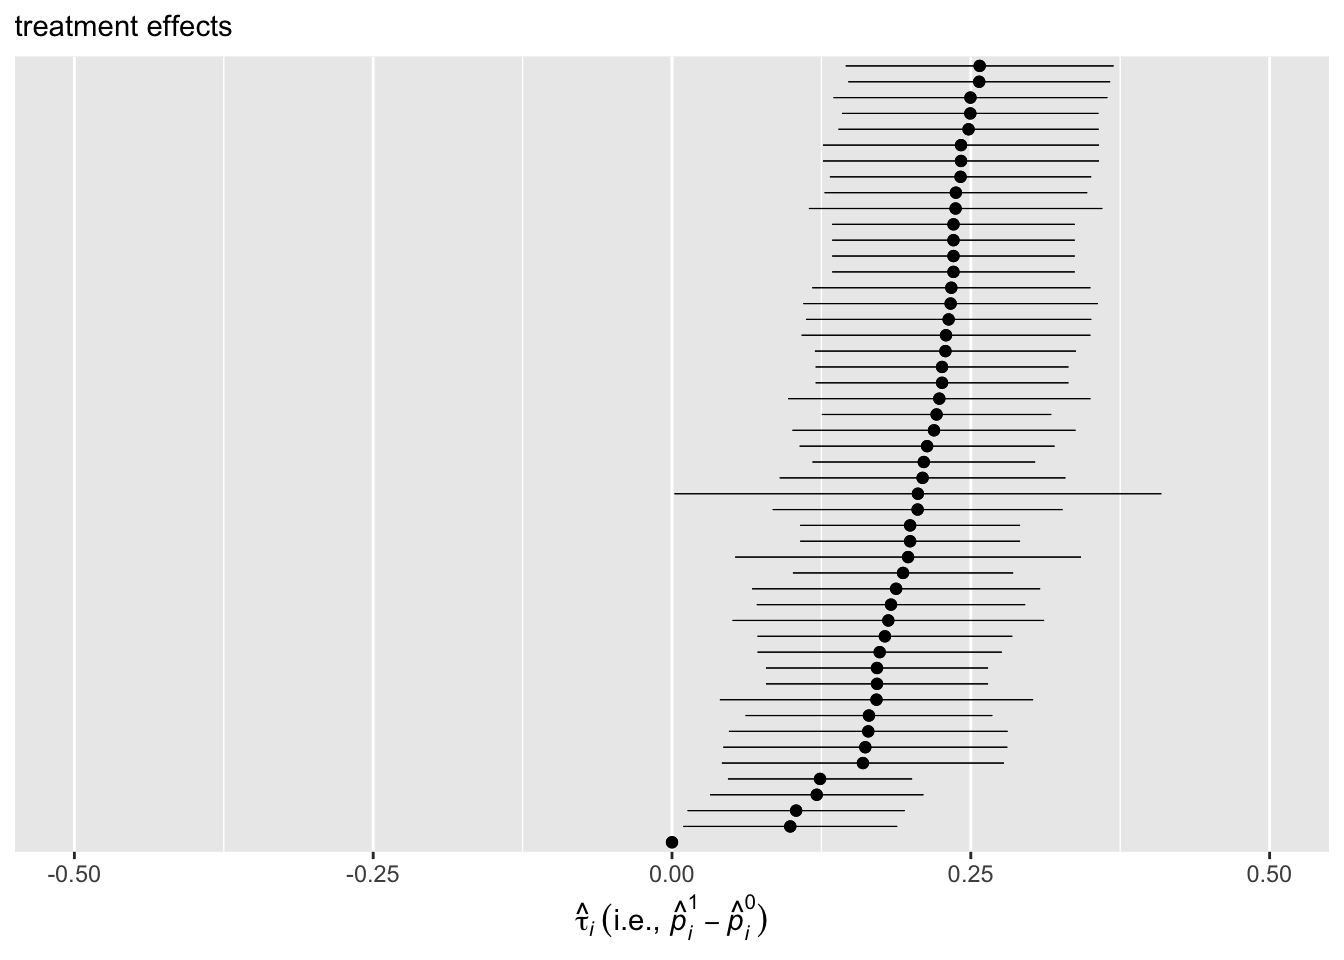 treatment effects
-0.50 -0.25 0.00 0.25 0.50
τ̂ᵢ (i.e., p̂ᵢ¹ − p̂ᵢ⁰)